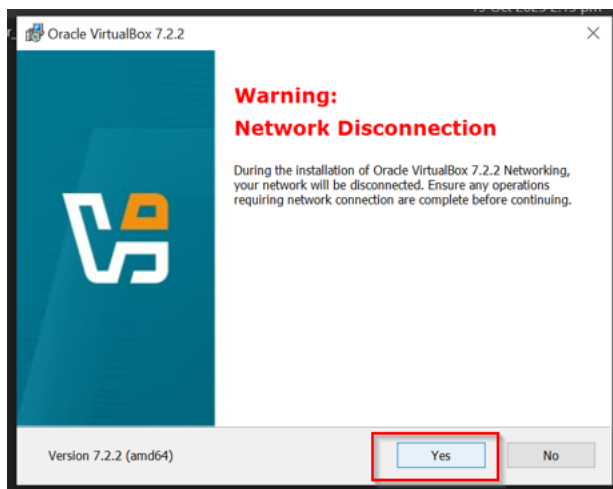 Oracle VirtualBox 7.2.2
Warning:
Network Disconnection
During the installation of Oracle VirtualBox 7.2.2 Networking,
your network will be disconnected. Ensure any operations
requiring network connection are complete before continuing.
Version 7.2.2 (amd64)
Yes
No